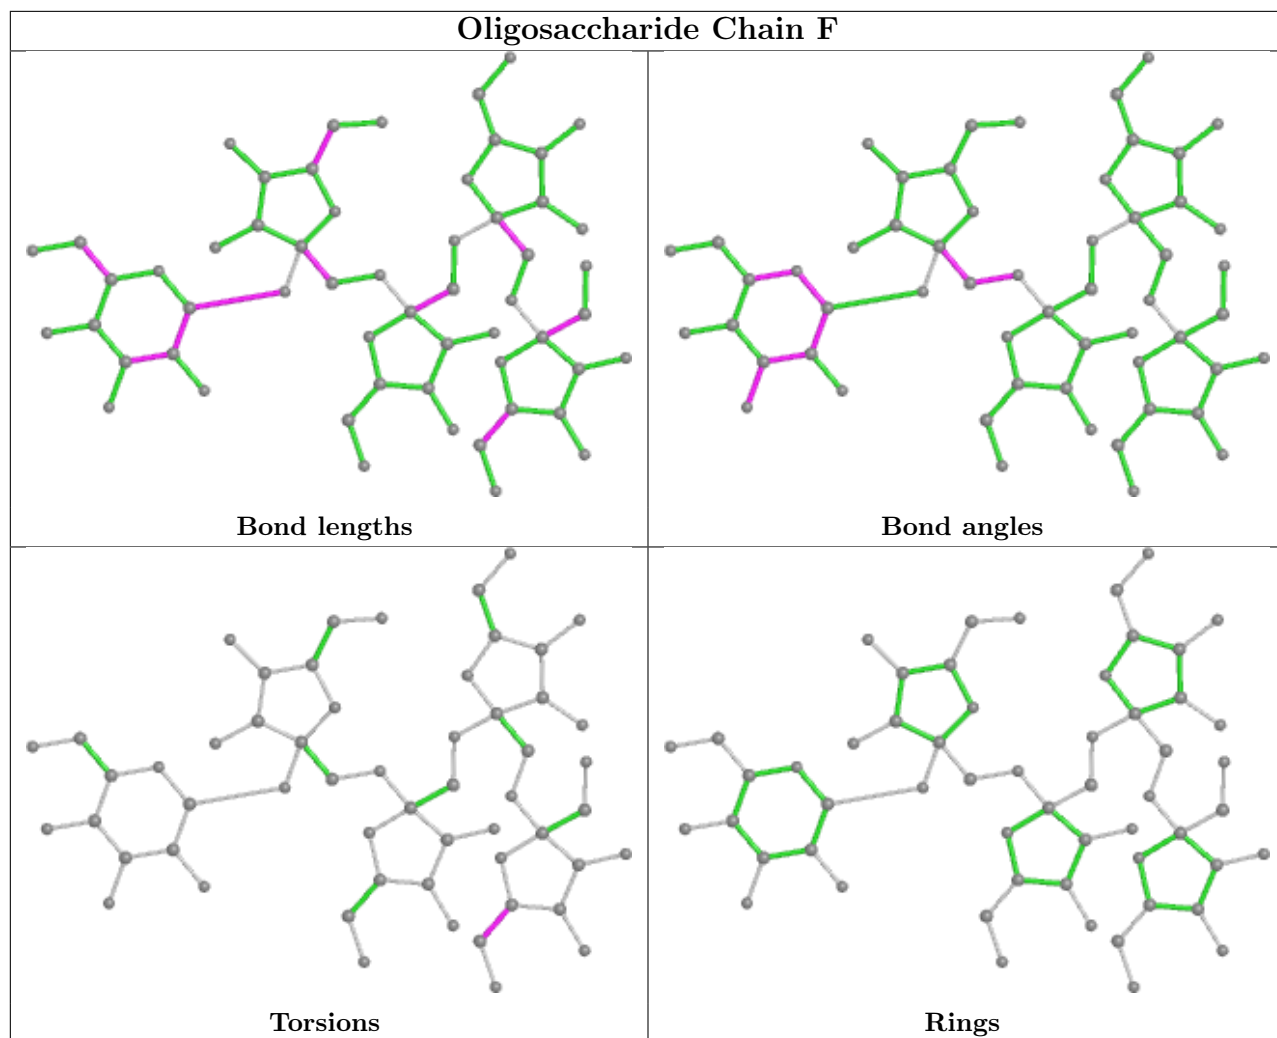 Oligosaccharide Chain F
Bond lengths
Bond angles
Torsions
Rings